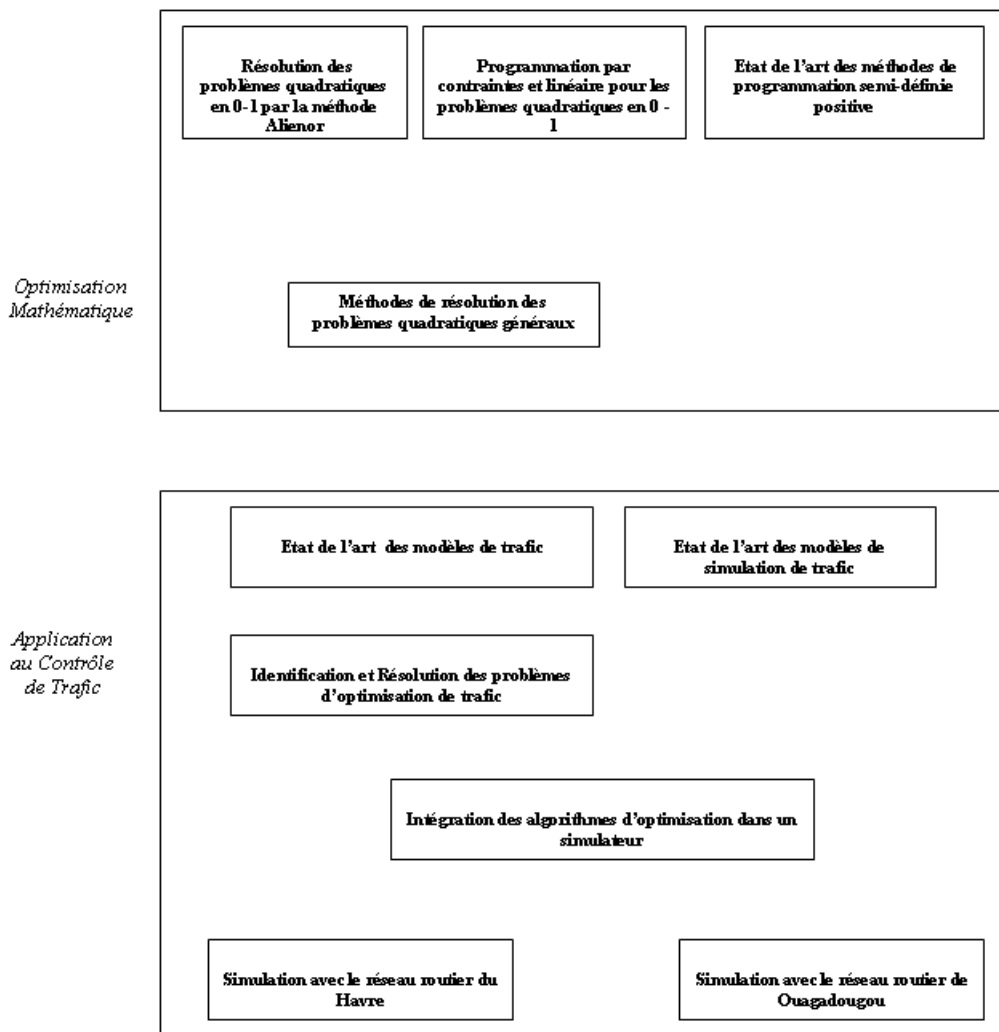 Résolution des
problèmes quadratiques
en 0-1 par la méthode
Alienor
Programmation par
contraintes et linéaire pour les
problèmes quadratiques en 0 -
1
Etat de l'art des méthodes de
programmation semi-définie
positive
Optimisation
Mathématique
Méthodes de résolution des
problèmes quadratiques généraux
Etat de l'art des modèles de trafic
Etat de l'art des modèles de
simulation de trafic
Application
au Contrôle
de Trafic
Identification et Résolution des problèmes
d'optimisation de trafic
Intégration des algorithmes d'optimisation dans un
simulateur
Simulation avec le réseau routier du
Havre
Simulation avec le réseau routier de
Ouagadougou